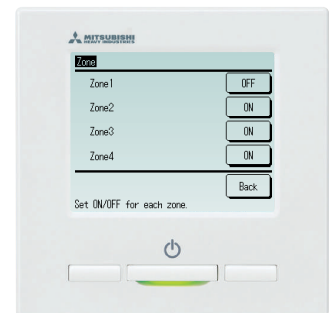 MITSUBISHI
HEAVY INDUSTRIES
Zone
Zone1 OFF
Zone2 ON
Zone3 ON
Zone4 ON
Back
Set ON/OFF for each zone.